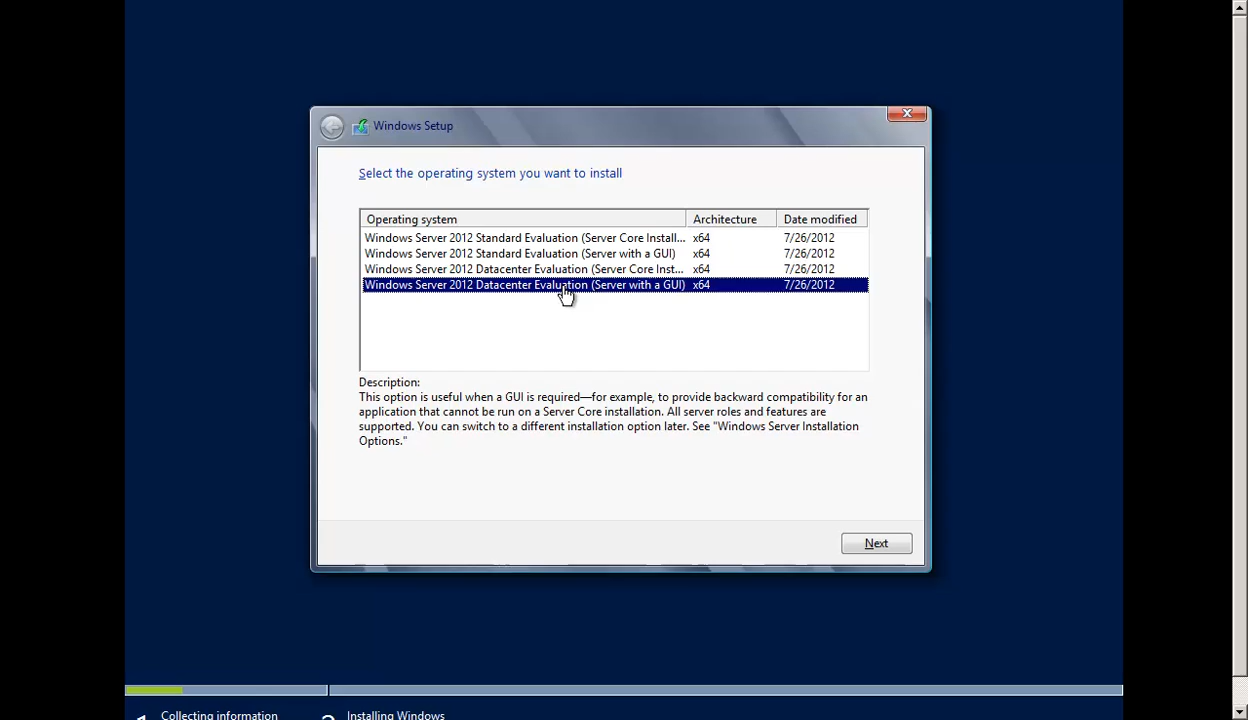 Windows Setup
Select the operating system you want to install
Operating system Architecture Date modified
Windows Server 2012 Standard Evaluation (Server Core Install... x64 7/26/2012
Windows Server 2012 Standard Evaluation (Server with a GUI) x64 7/26/2012
Windows Server 2012 Datacenter Evaluation (Server Core Inst... x64 7/26/2012
Windows Server 2012 Datacenter Evaluation (Server with a GUI) x64 7/26/2012
Description:
This option is useful when a GUI is required—for example, to provide backward compatibility for an
application that cannot be run on a Server Core installation. All server roles and features are
supported. You can switch to a different installation option later. See "Windows Server Installation
Options."
Next
1 Collecting information 2 Installing Windows